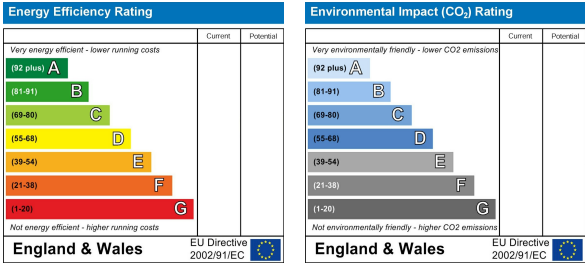 Energy Efficiency Rating
Current Potential
Very energy efficient - lower running costs
(92 plus) A
(81-91) B
(69-80) C
(55-68) D
(39-54) E
(21-38) F
(1-20) G
Not energy efficient - higher running costs
England & Wales
EU Directive
2002/91/EC
Environmental Impact (CO₂) Rating
Current Potential
Very environmentally friendly - lower CO2 emissions
(92 plus) A
(81-91) B
(69-80) C
(55-68) D
(39-54) E
(21-38) F
(1-20) G
Not environmentally friendly - higher CO2 emissions
England & Wales
EU Directive
2002/91/EC